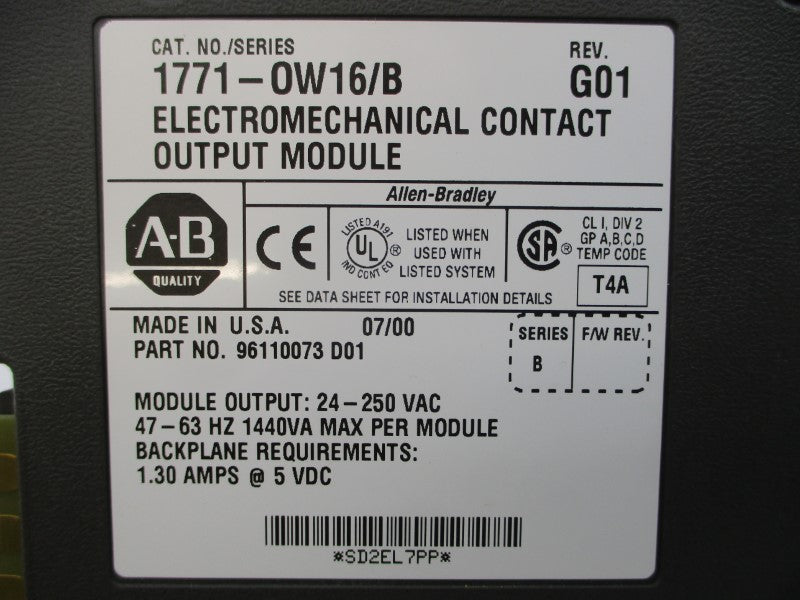 CAT. NO./SERIES
1771-OW16/B
REV.
G01
ELECTROMECHANICAL CONTACT
OUTPUT MODULE
Allen-Bradley
A-B
QUALITY
CE
LISTED A191
UL
IND CONT EQ
®
LISTED WHEN
USED WITH
LISTED SYSTEM
SA
®
CL I, DIV 2
GP A,B,C,D
TEMP CODE
T4A
SEE DATA SHEET FOR INSTALLATION DETAILS
MADE IN U.S.A. 07/00
PART NO. 96110073 D01
SERIES
B
F/W REV.
MODULE OUTPUT: 24-250 VAC
47-63 HZ 1440VA MAX PER MODULE
BACKPLANE REQUIREMENTS:
1.30 AMPS @ 5 VDC
*SD2EL7PP*